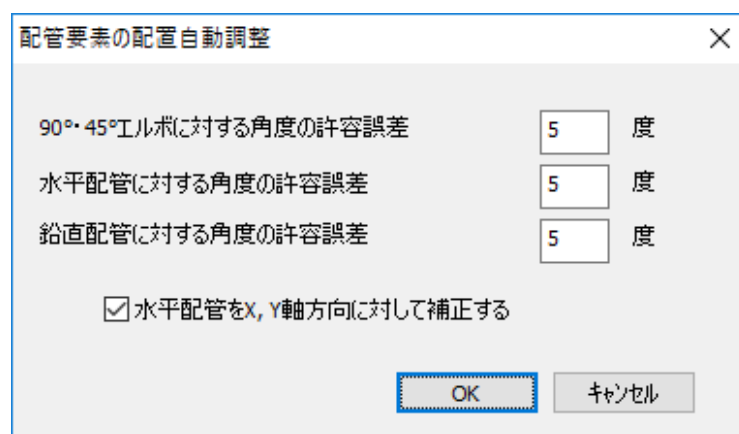 配管要素の配置自動調整
90°・45°エルボに対する角度の許容誤差 5 度
水平配管に対する角度の許容誤差 5 度
鉛直配管に対する角度の許容誤差 5 度
水平配管をX, Y軸方向に対して補正する
OK キャンセル